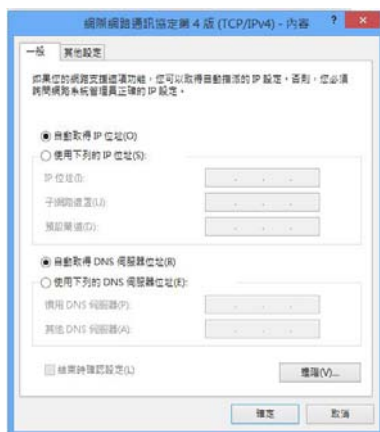 網際網路通訊協定第 4 版 (TCP/IPv4) - 內容
一般
其他設定
如果您的網路支援這項功能，您可以取得自動指派的 IP 設定。否則，您必須
詢問網路系統管理員正確的 IP 設定。
自動取得 IP 位址(O)
使用下列的 IP 位址(S):
IP 位址(I):
子網路遮罩(U):
預設閘道(D):
自動取得 DNS 伺服器位址(B)
使用下列的 DNS 伺服器位址(E):
慣用 DNS 伺服器(P):
其他 DNS 伺服器(A):
結束時確認設定(L)
進階(V)...
確定
取消